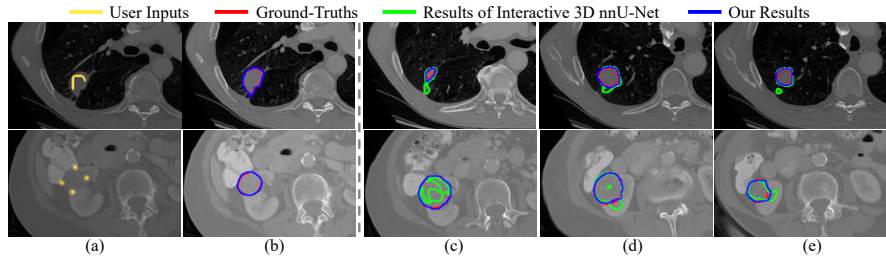 User Inputs Ground-Truths Results of Interactive 3D nnU-Net Our Results
(a) (b) (c) (d) (e)